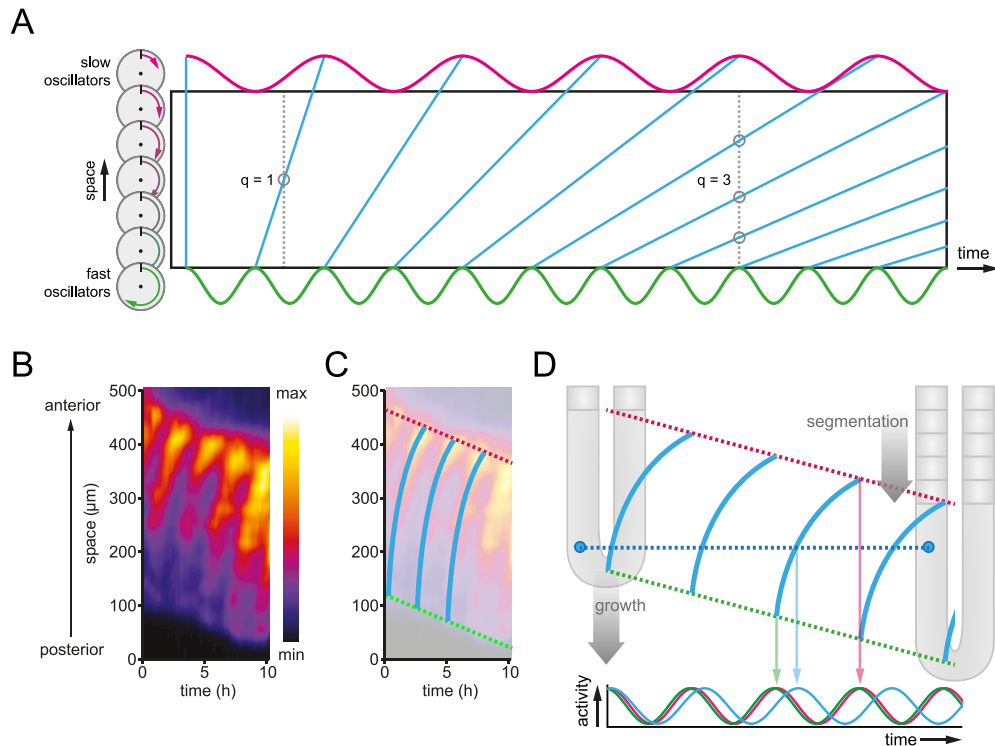 A
slow
oscillators
space
fast
oscillators
q = 1
q = 3
time
B
500
400
300
200
100
0
anterior
posterior
space (µm)
0
5
10
time (h)
max
min
C
500
400
300
200
100
0
0
5
10
time (h)
D
segmentation
growth
activity
time